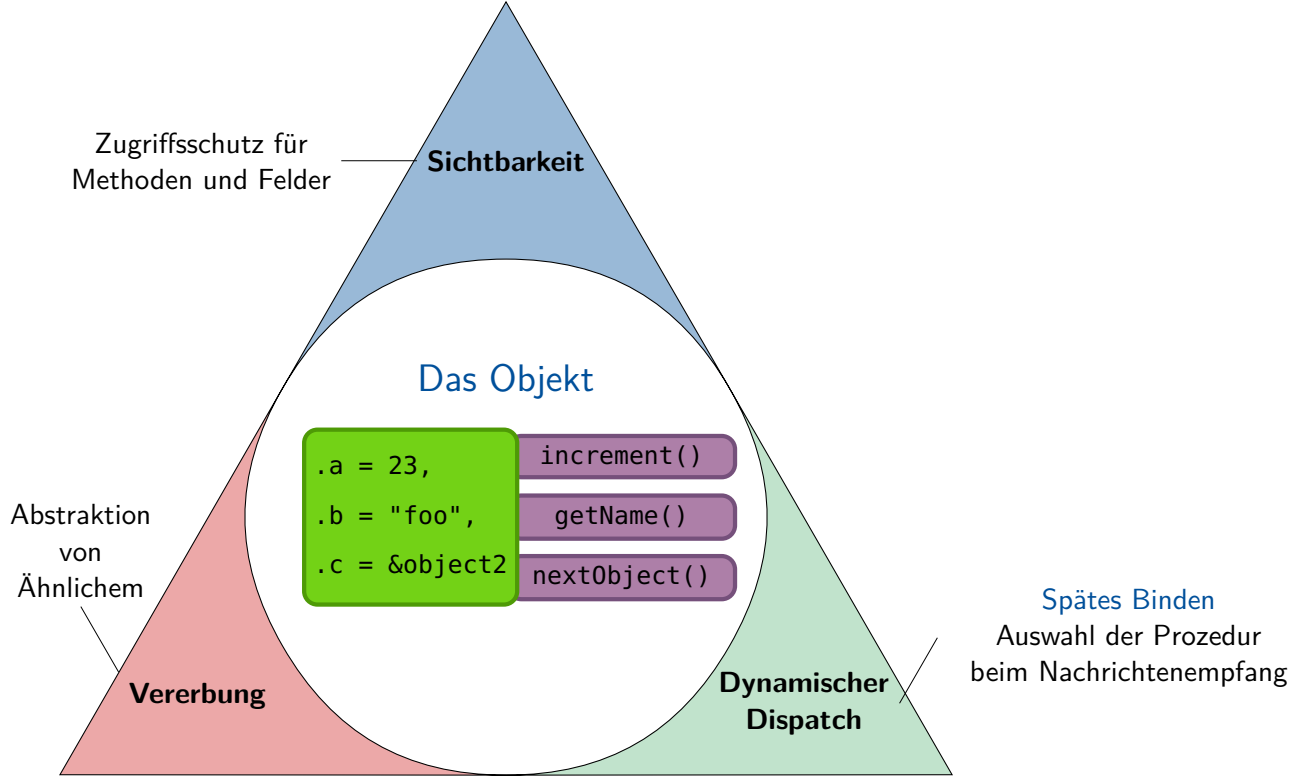 Zugriffsschutz für
Methoden und Felder
Sichtbarkeit
Das Objekt
.a = 23,
.b = "foo",
.c = &object2
increment()
getName()
nextObject()
Abstraktion
von
Ähnlichem
Vererbung
Dynamischer
Dispatch
Spätes Binden
Auswahl der Prozedur
beim Nachrichtenempfang